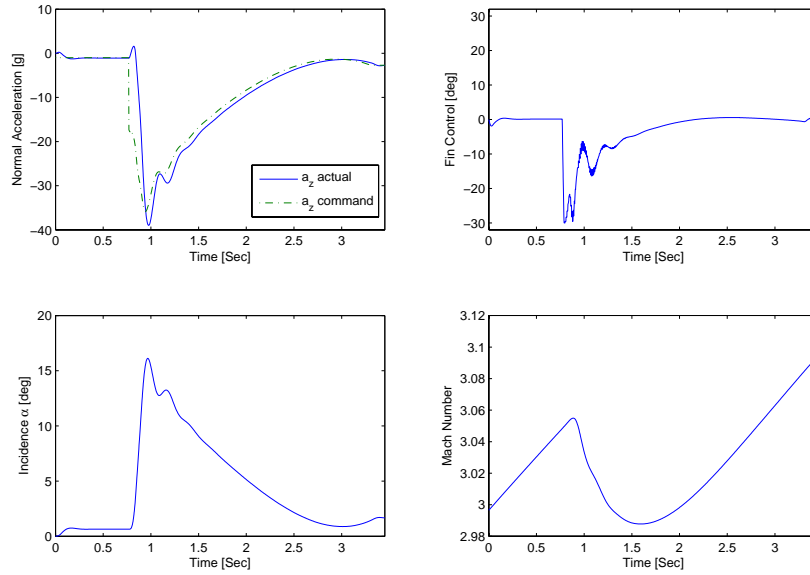 10
0
−10
−20
−30
−40
Normal Acceleration [g]
0 0.5 1 1.5 2 2.5 3
Time [Sec]
a_z actual
a_z command
30
20
10
0
−10
−20
−30
Fin Control [deg]
0 0.5 1 1.5 2 2.5 3
Time [Sec]
20
15
10
5
0
Incidence α [deg]
0 0.5 1 1.5 2 2.5 3
Time [Sec]
3.12
3.1
3.08
3.06
3.04
3.02
3
2.98
Mach Number
0 0.5 1 1.5 2 2.5 3
Time [Sec]